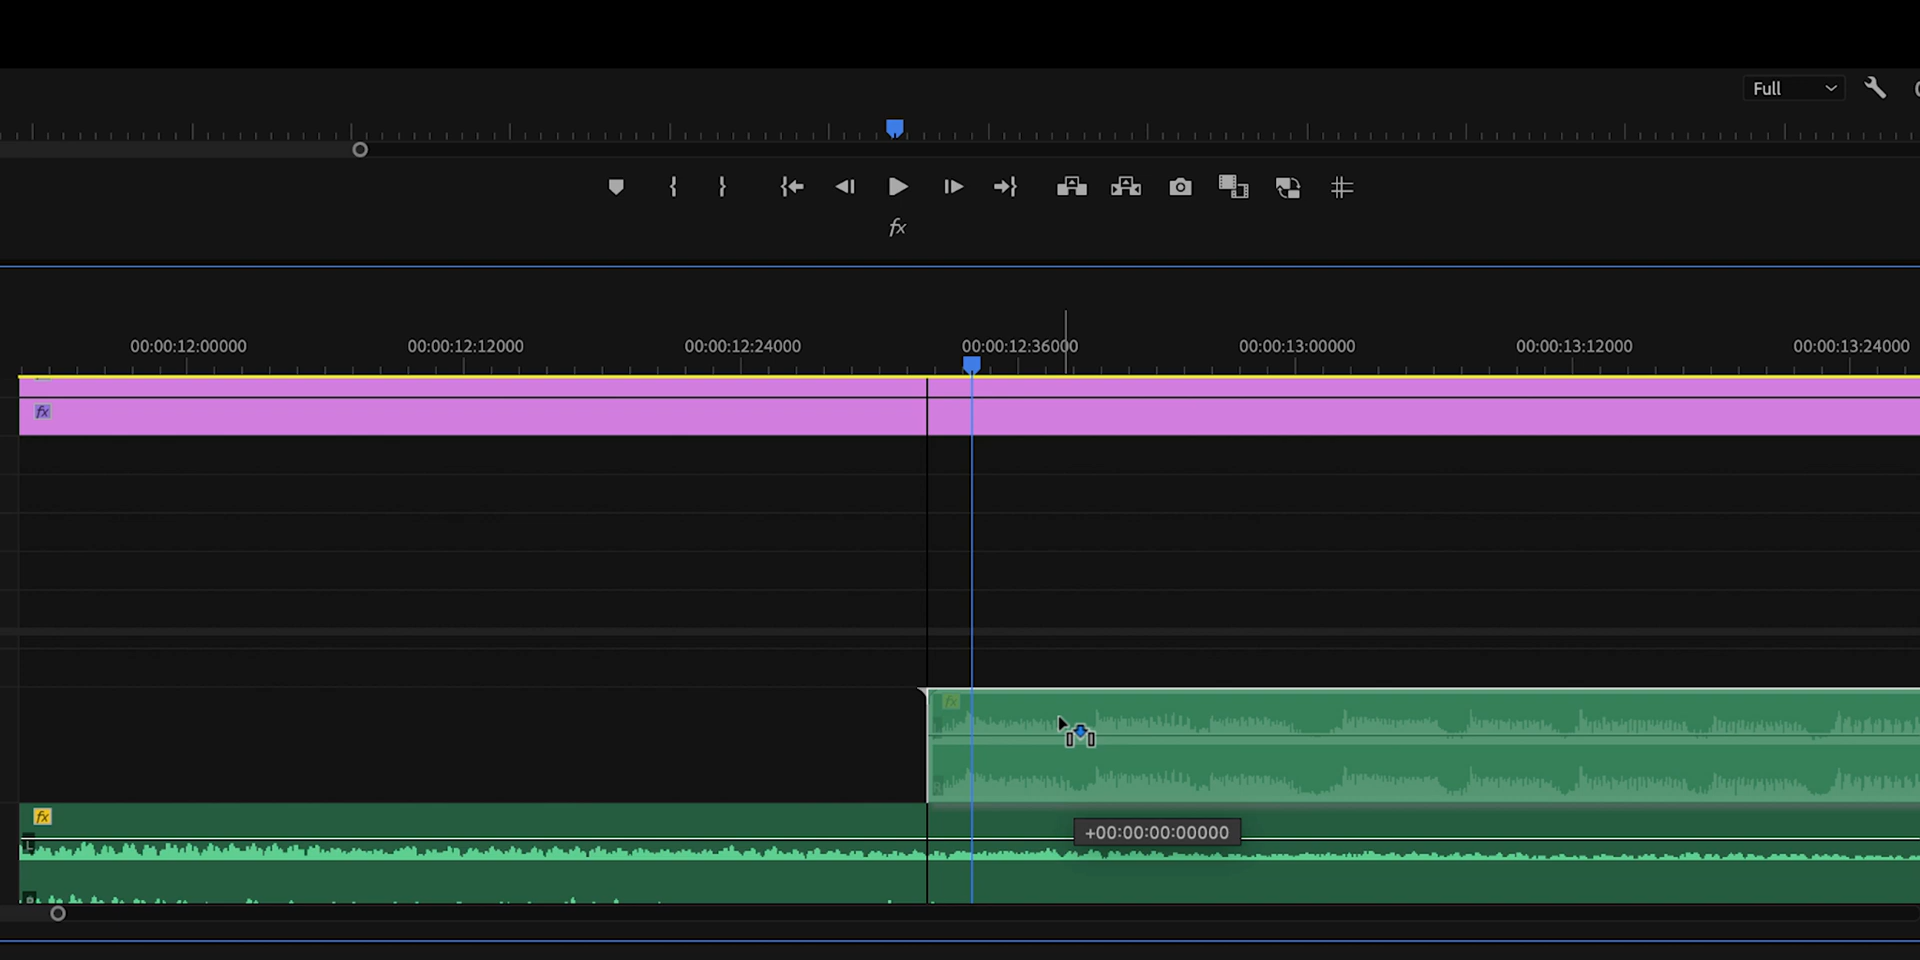 Full
fx
00:00:12:00000
00:00:12:12000
00:00:12:24000
00:00:12:36000
00:00:13:00000
00:00:13:12000
00:00:13:24000
fx
fx
fx
+00:00:00:00000
L
R